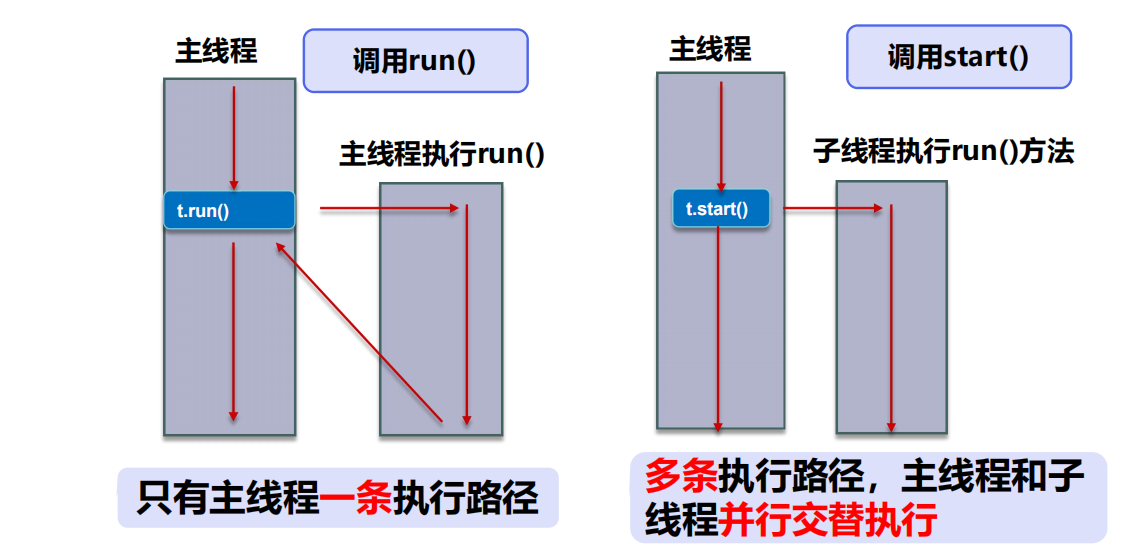 主线程
调用run()
主线程执行run()
t.run()
只有主线程一条执行路径
主线程
调用start()
子线程执行run()方法
t.start()
多条执行路径，主线程和子
线程并行交替执行